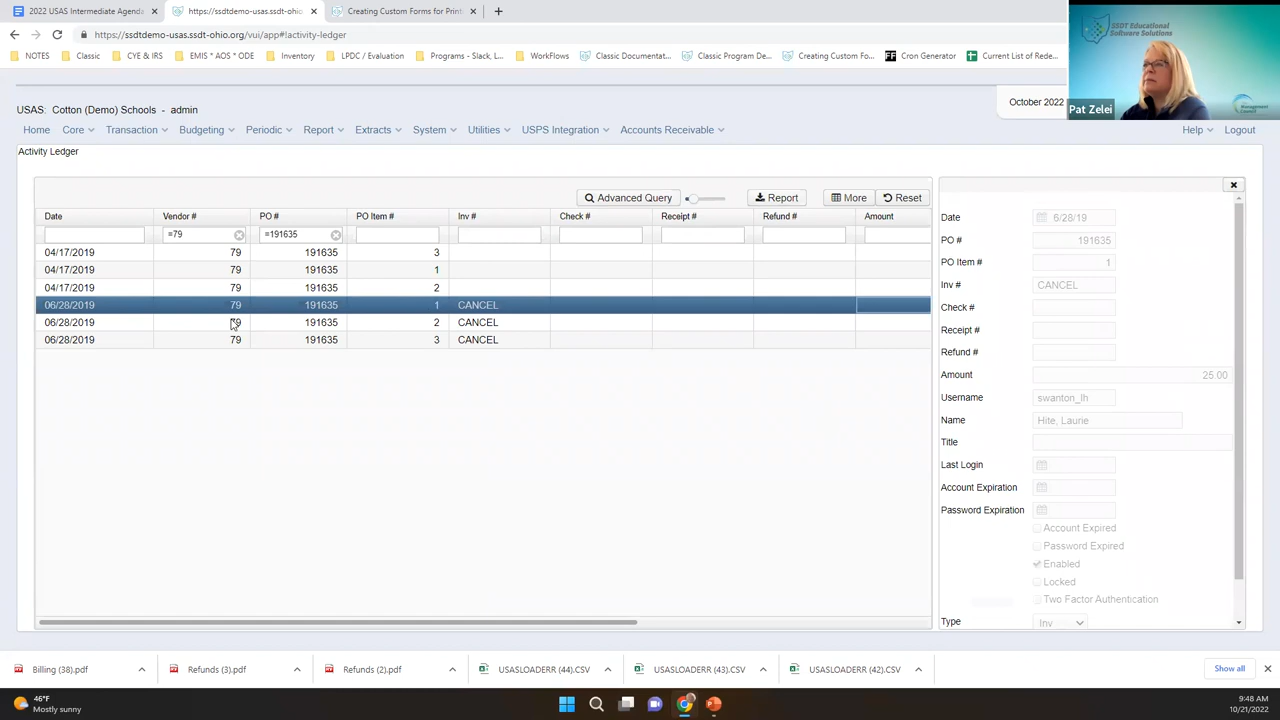 2022 USAS Intermediate Agenda
https://ssdtdemo-usas.ssdt-ohio
Creating Custom Forms for Print
https://ssdtdemo-usas.ssdt-ohio.org/vui/app#!activity-ledger
NOTES
Classic
CYE & IRS
EMIS * AOS * ODE
Inventory
LPDC / Evaluation
Programs - Slack, L...
WorkFlows
Classic Documentat...
Classic Program De...
Creating Custom Fo...
Cron Generator
Current List of Rede...
SSDT Educational
Software Solutions
Management
Council
Pat Zelei
USAS: Cotton (Demo) Schools - admin
October 2022
Home Core Transaction Budgeting Periodic Report Extracts System Utilities USPS Integration Accounts Receivable Help Logout
Activity Ledger
Advanced Query Report More Reset
Date Vendor # PO # PO Item # Inv # Check # Receipt # Refund # Amount
=79 =191635
04/17/2019 79 191635 3
04/17/2019 79 191635 1
04/17/2019 79 191635 2
06/28/2019 79 191635 1 CANCEL
06/28/2019 79 191635 2 CANCEL
06/28/2019 79 191635 3 CANCEL
Date 6/28/19
PO # 191635
PO Item # 1
Inv # CANCEL
Check #
Receipt #
Refund #
Amount 25.00
Username swanton_lh
Name Hite, Laurie
Title
Last Login
Account Expiration
Password Expiration
Account Expired
Password Expired
Enabled
Locked
Two Factor Authentication
Type Inv
Billing (38).pdf
Refunds (3).pdf
Refunds (2).pdf
USASLOADERR (44).CSV
USASLOADERR (43).CSV
USASLOADERR (42).CSV
Show all
46°F
Mostly sunny
9:48 AM
10/21/2022